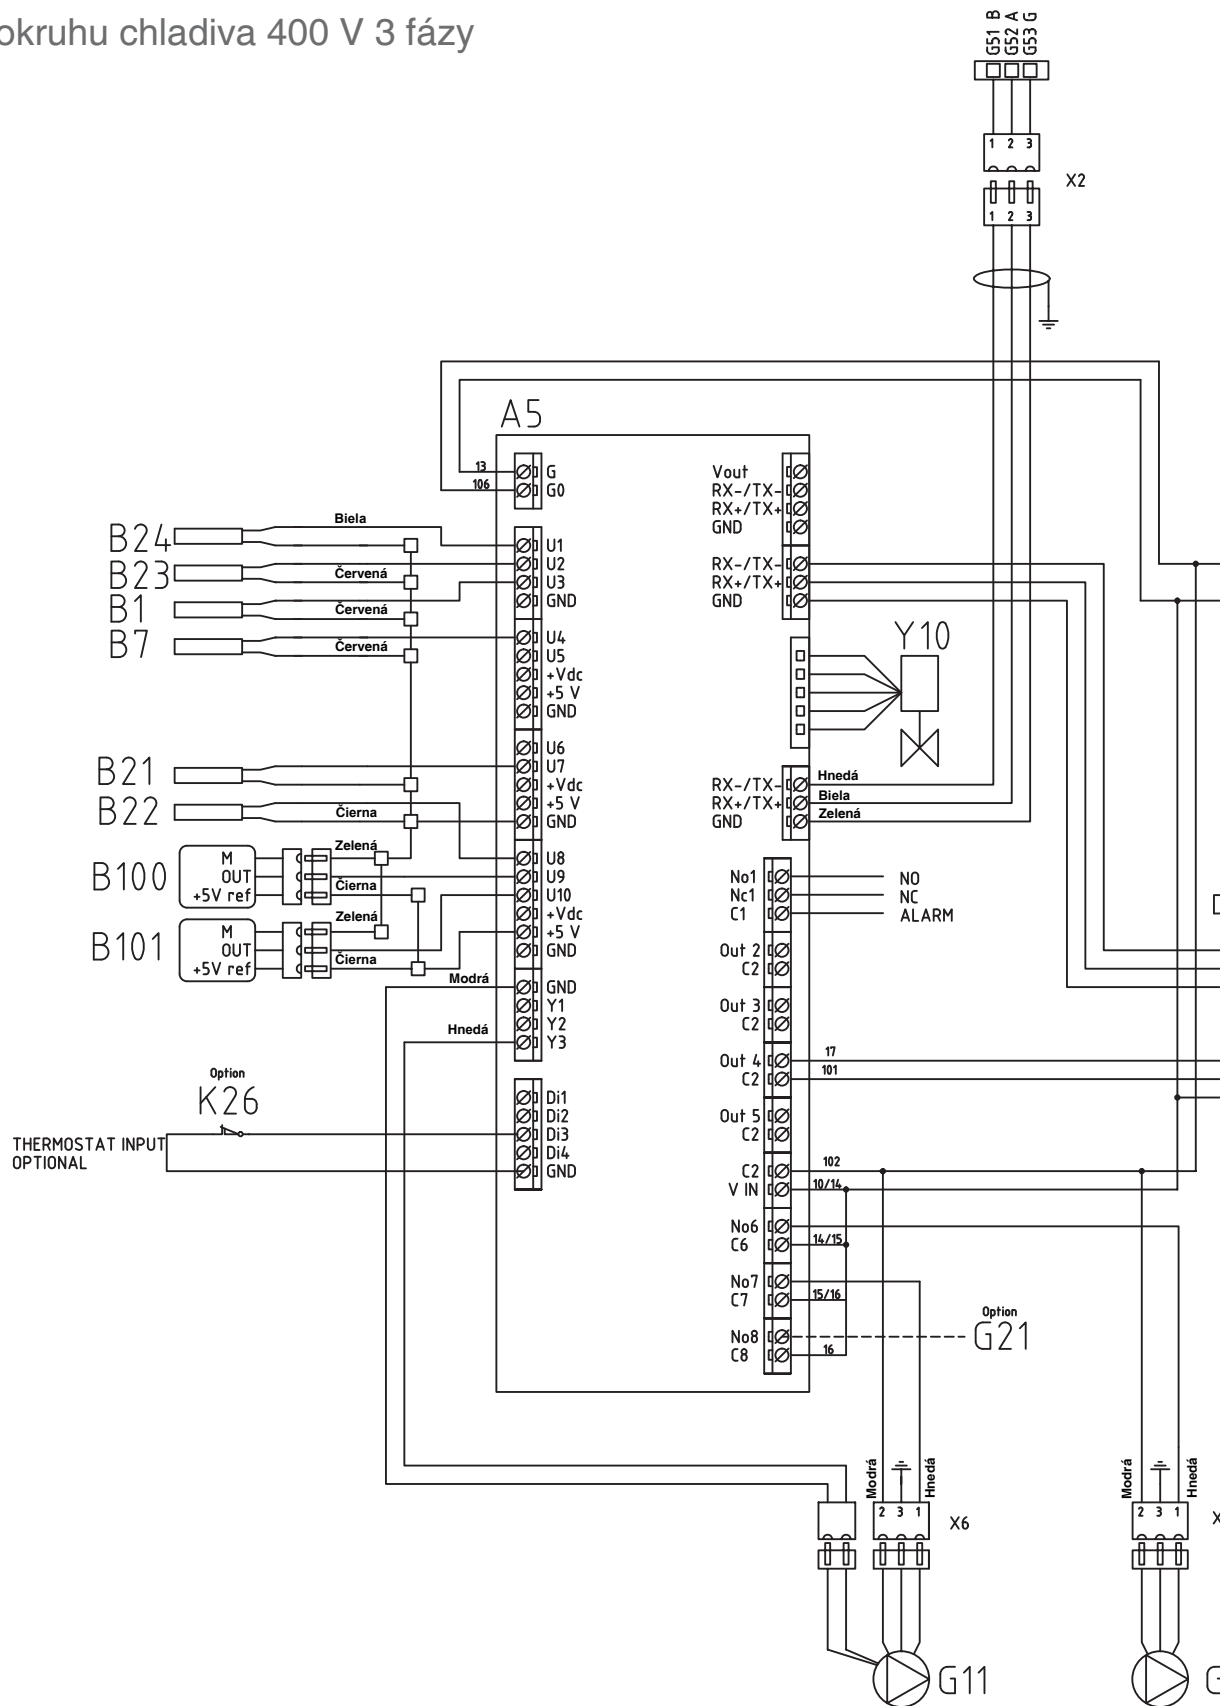 okruhu chladiva 400 V 3 fázy
G51 B
G52 A
G53 G
1 2 3
X2
1 2 3
A5
13
G
106
G0
Vout
RX-/TX-
RX+/TX+
GND
B24
Biela
U1
B23
Červená
U2
U3
B1
Červená
GND
B7
Červená
U4
U5
+Vdc
+5 V
GND
RX-/TX-
RX+/TX+
GND
Y10
B21
U6
U7
+Vdc
B22
Čierna
+5 V
GND
RX-/TX-
Hnedá
RX+/TX+
Biela
GND
Zelená
B100
M
OUT
+5V ref
Zelená
Čierna
U8
U9
U10
+Vdc
+5 V
GND
B101
M
OUT
+5V ref
Zelená
Čierna
No1
NO
Nc1
NC
C1
ALARM
Out 2
C2
Modrá
GND
Y1
Y2
Hnedá
Y3
Out 3
C2
Out 4
17
C2
101
Option
K26
THERMOSTAT INPUT
OPTIONAL
Di1
Di2
Di3
Di4
GND
Out 5
C2
C2
102
V IN
10/14
No6
C6
14/15
No7
C7
15/16
No8
C8
16
Option
G21
Modrá
Hnedá
2 3 1
X6
G11
Modrá
Hnedá
2 3 1